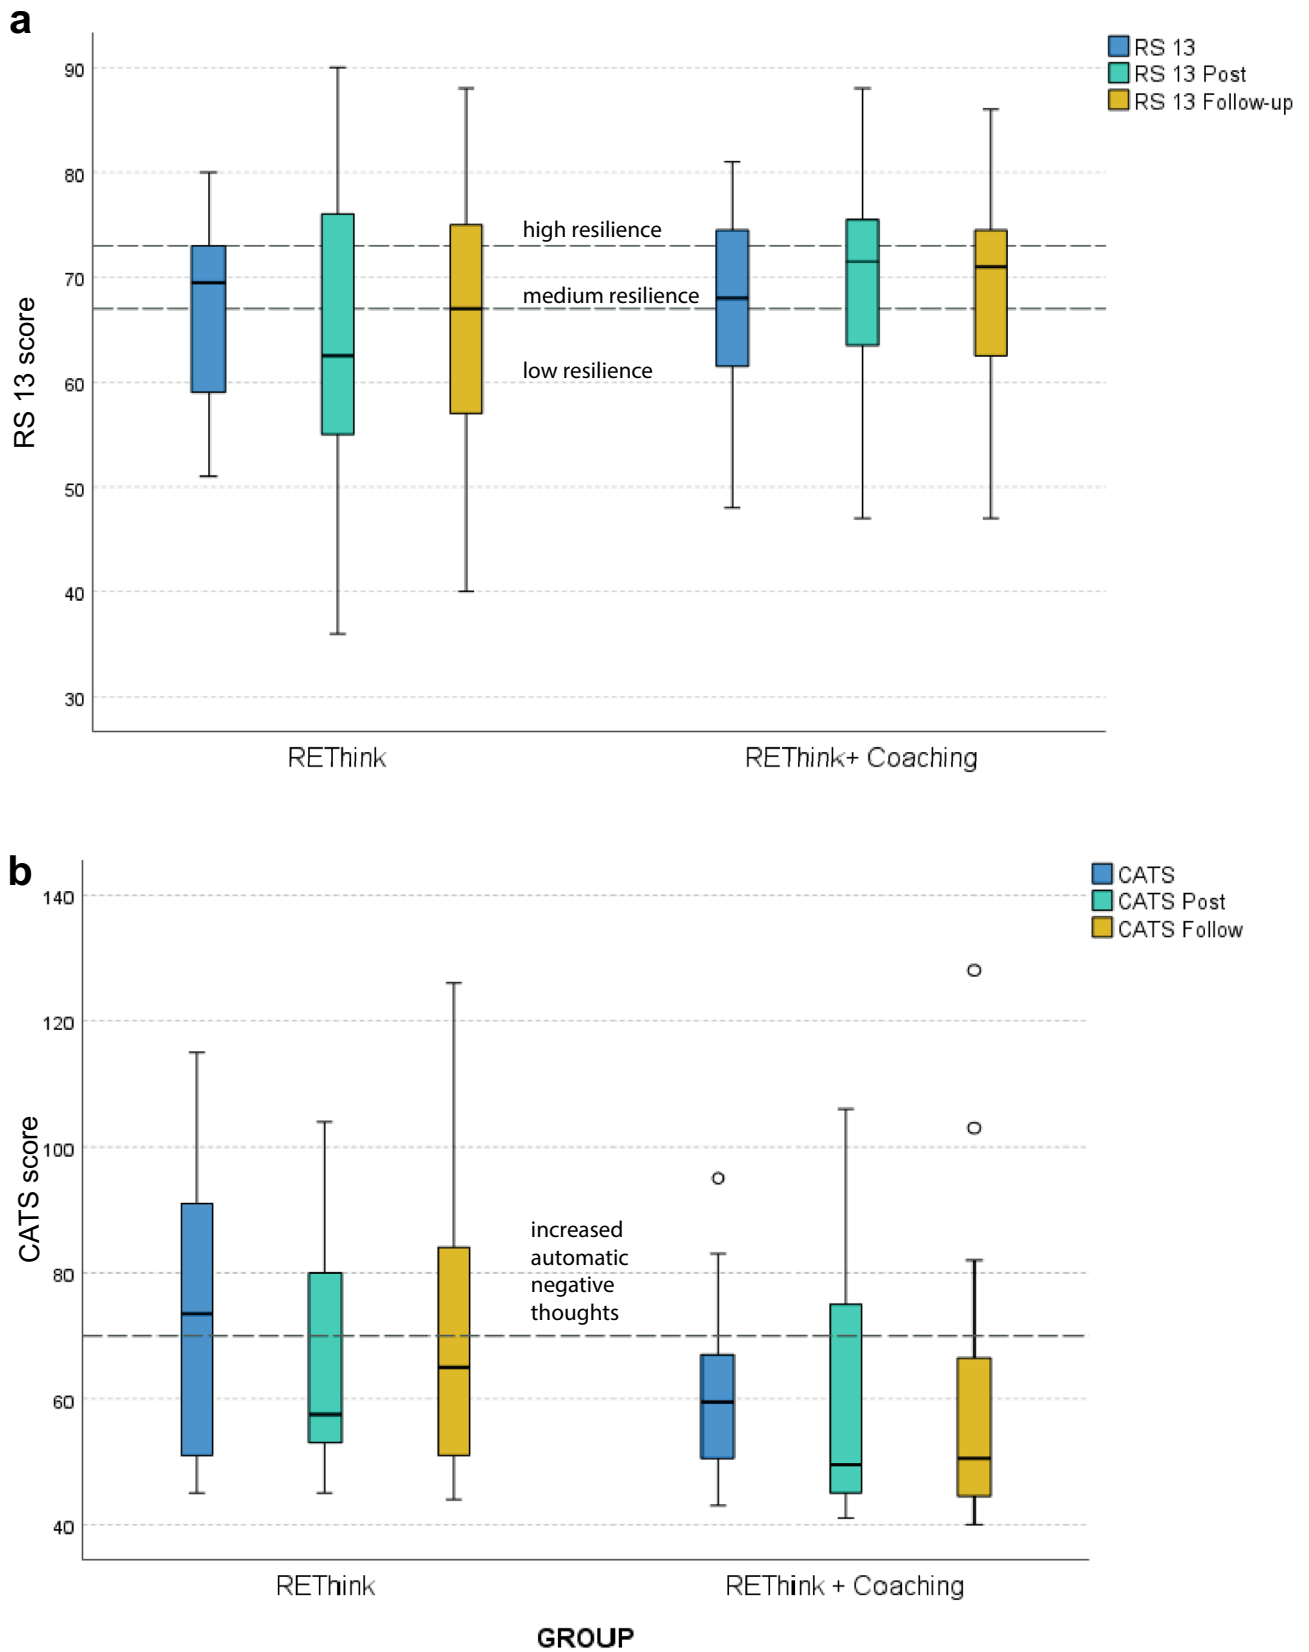 a
RS 13
RS 13 Post
RS 13 Follow-up
90
80
70
60
50
40
30
RS 13 score
high resilience
medium resilience
low resilience
REThink
REThink+ Coaching
b
CATS
CATS Post
CATS Follow
140
120
100
80
60
40
CATS score
increased
automatic
negative
thoughts
REThink
REThink + Coaching
GROUP